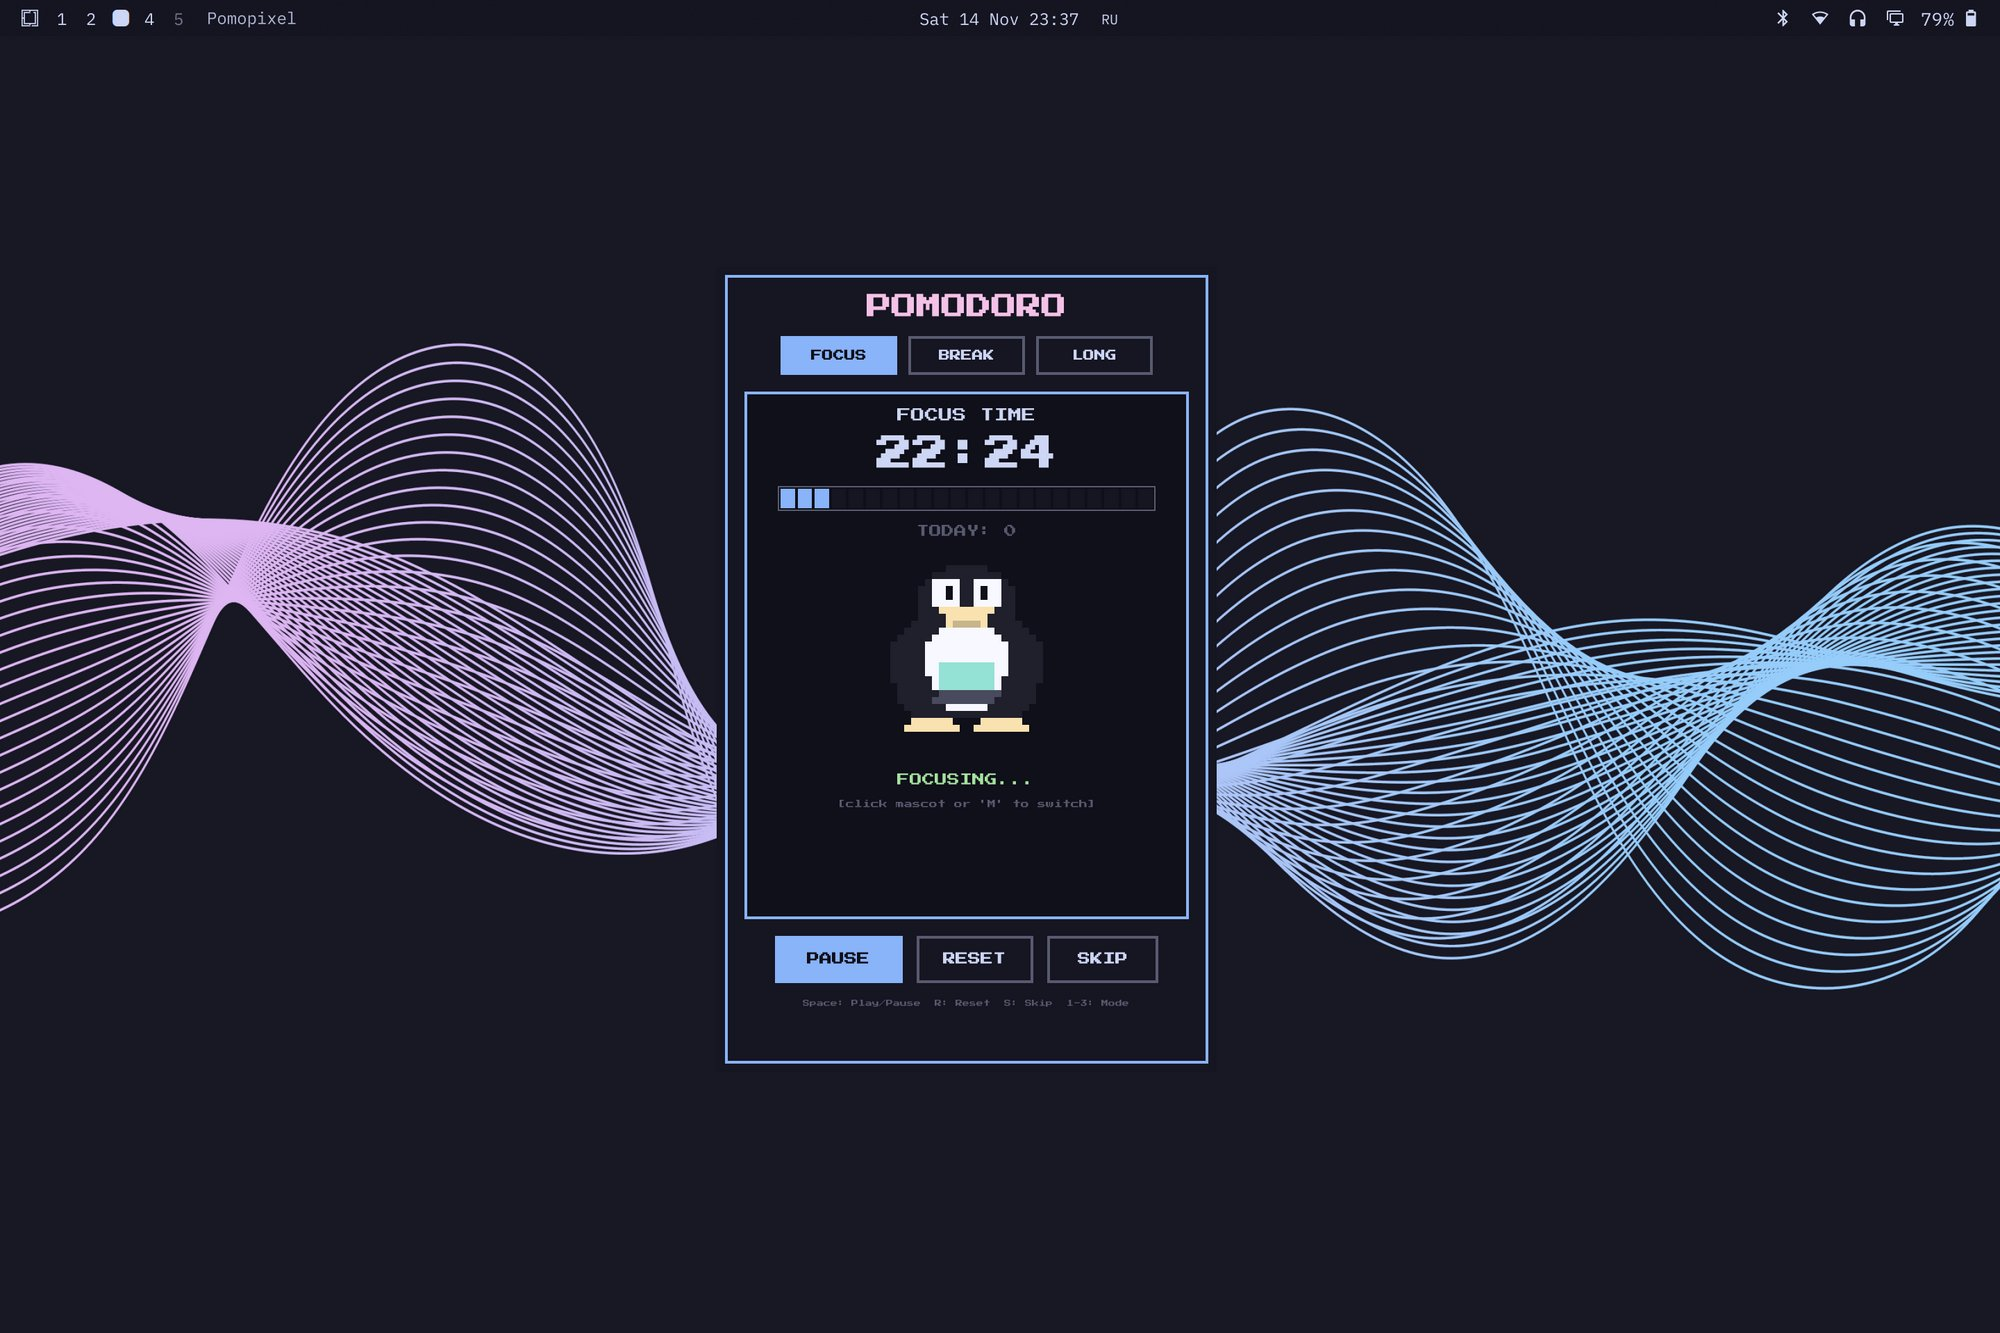 1 2 4 5 Pomopixel
Sat 14 Nov 23:37 RU
79%
POMODORO
FOCUS BREAK LONG
FOCUS TIME
22:24
TODAY: 0
FOCUSING...
[click mascot or 'M' to switch]
PAUSE RESET SKIP
Space: Play/Pause R: Reset S: Skip 1-3: Mode